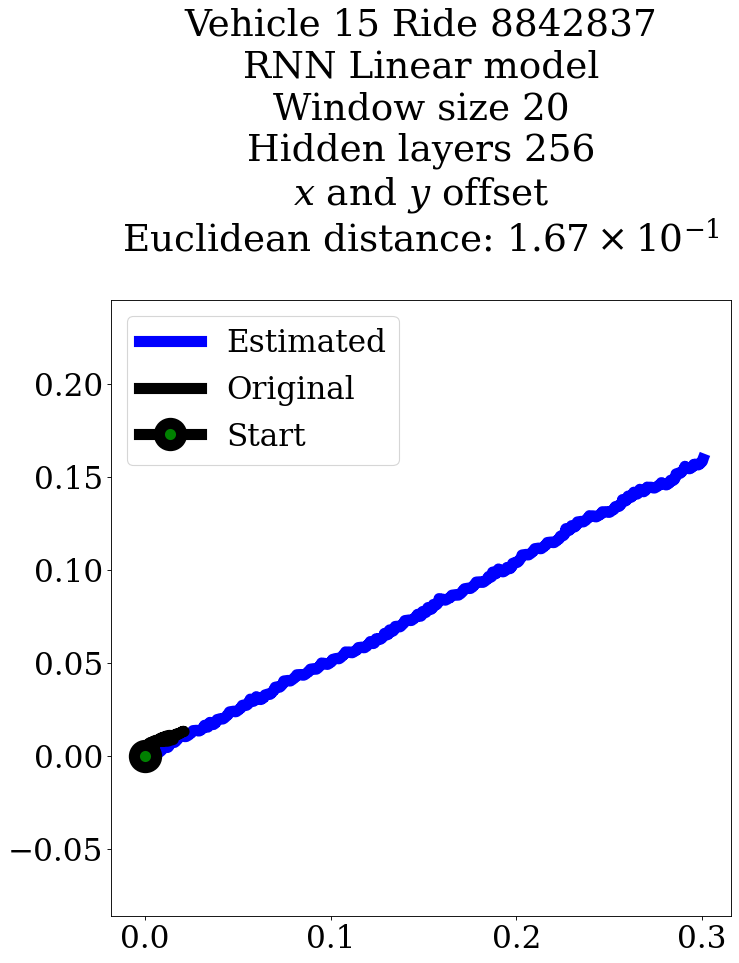 Vehicle 15 Ride 8842837
RNN Linear model
Window size 20
Hidden layers 256
x and y offset
Euclidean distance: 1.67 × 10⁻¹
Estimated
Original
Start
0.20
0.15
0.10
0.05
0.00
−0.05
0.0 0.1 0.2 0.3